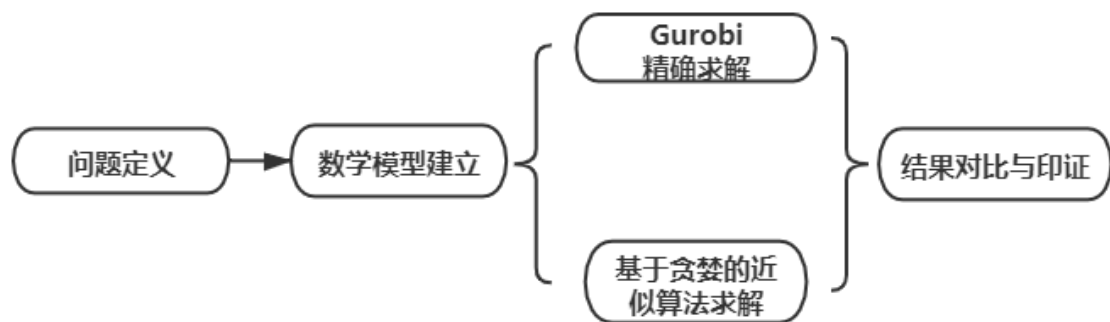 问题定义
数学模型建立
Gurobi
精确求解
基于贪婪的近
似算法求解
结果对比与印证